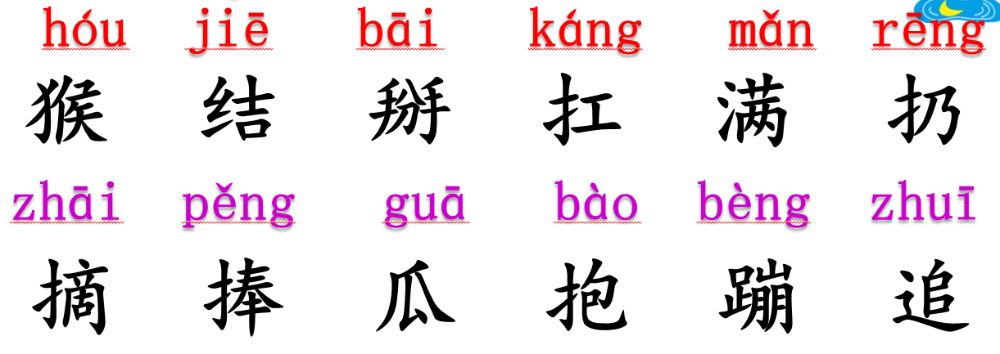 hóu jiē bāi káng mǎn rēng
猴 结 掰 扛 满 扔
zhāi pěng guā bào bèng zhuī
摘 捧 瓜 抱 蹦 追